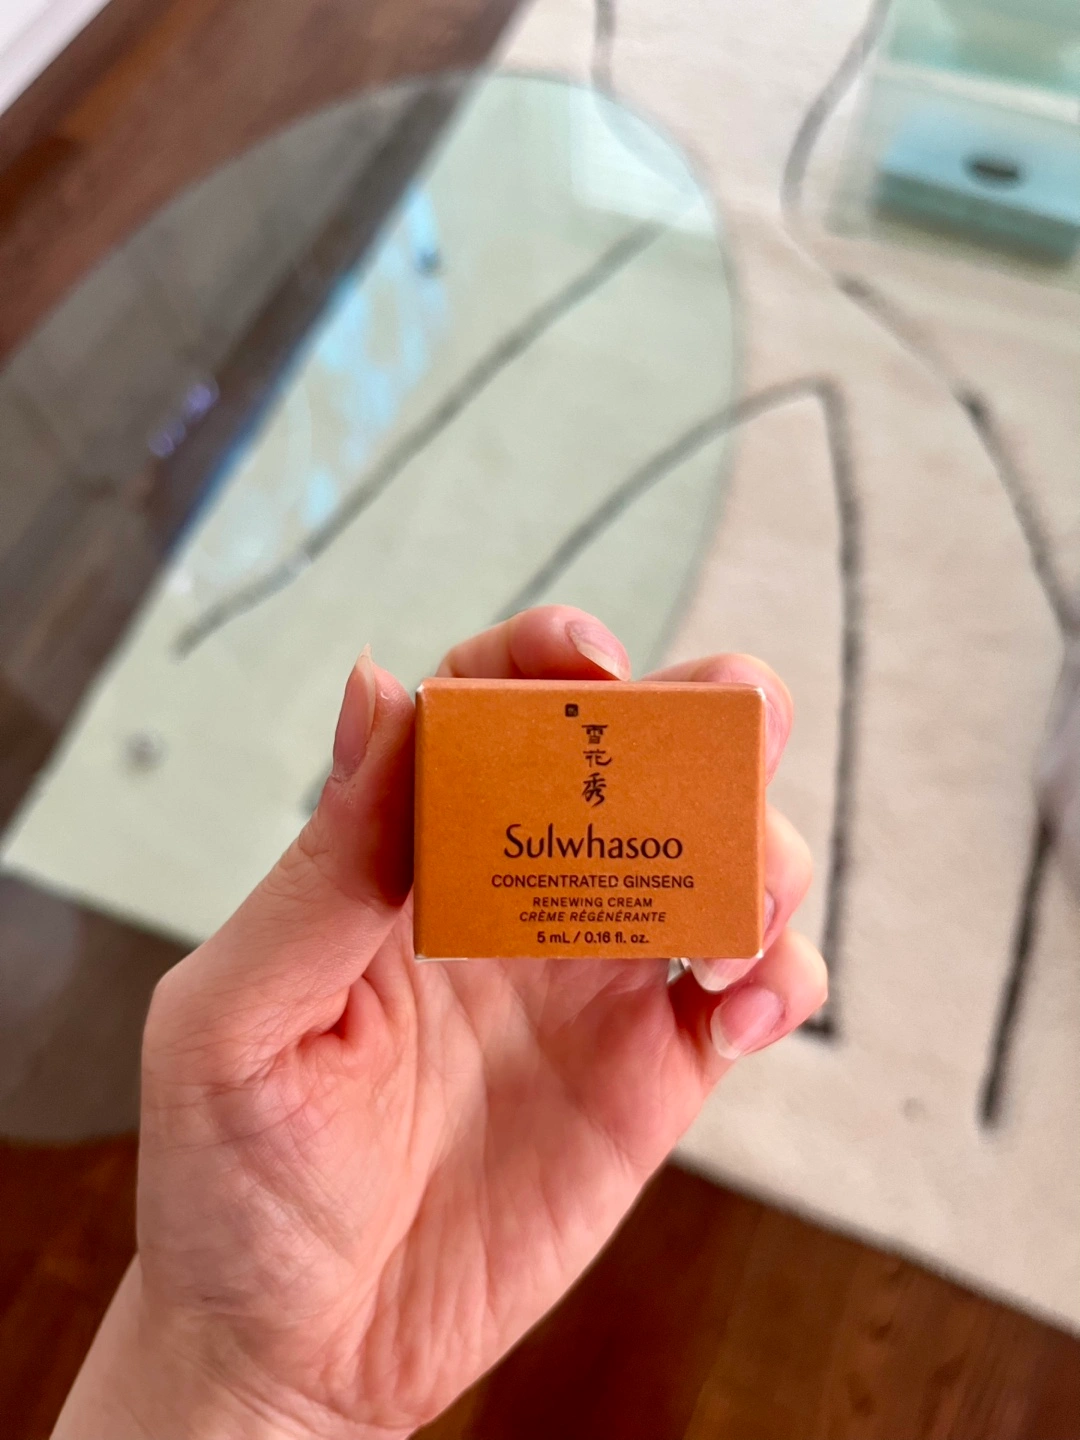 雪
花
秀
Sulwhasoo
CONCENTRATED GINSENG
RENEWING CREAM
CRÈME RÉGÉNÉRANTE
5 mL / 0.16 fl. oz.